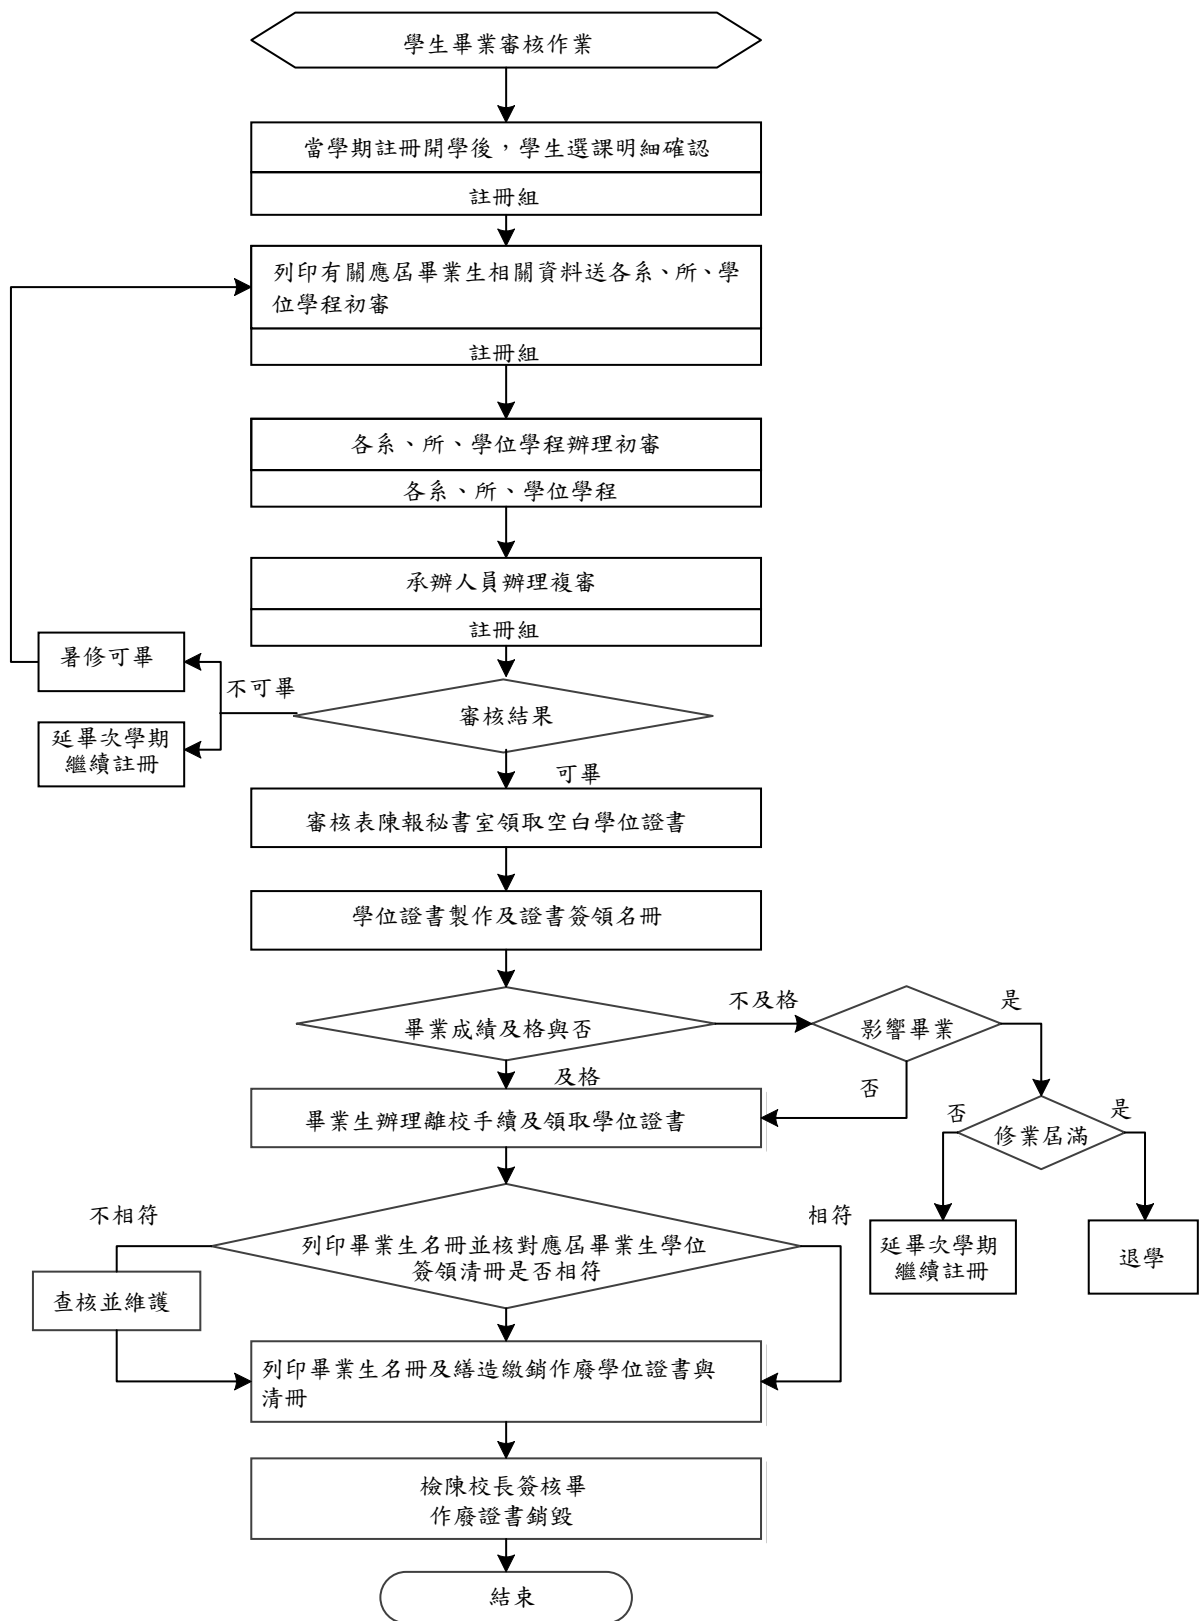 學生畢業審核作業
當學期註冊開學後，學生選課明細確認
註冊組
列印有關應屆畢業生相關資料送各系、所、學
位學程初審
註冊組
各系、所、學位學程辦理初審
各系、所、學位學程
承辦人員辦理複審
註冊組
暑修可畢
不可畢
審核結果
延畢次學期
繼續註冊
可畢
審核表陳報秘書室領取空白學位證書
學位證書製作及證書簽領名冊
畢業成績及格與否
不及格
影響畢業
是
及格
否
畢業生辦理離校手續及領取學位證書
否
修業屆滿
是
不相符
相符
列印畢業生名冊並核對應屆畢業生學位
簽領清冊是否相符
延畢次學期
繼續註冊
退學
查核並維護
列印畢業生名冊及繕造繳銷作廢學位證書與
清冊
檢陳校長簽核畢
作廢證書銷毀
結束